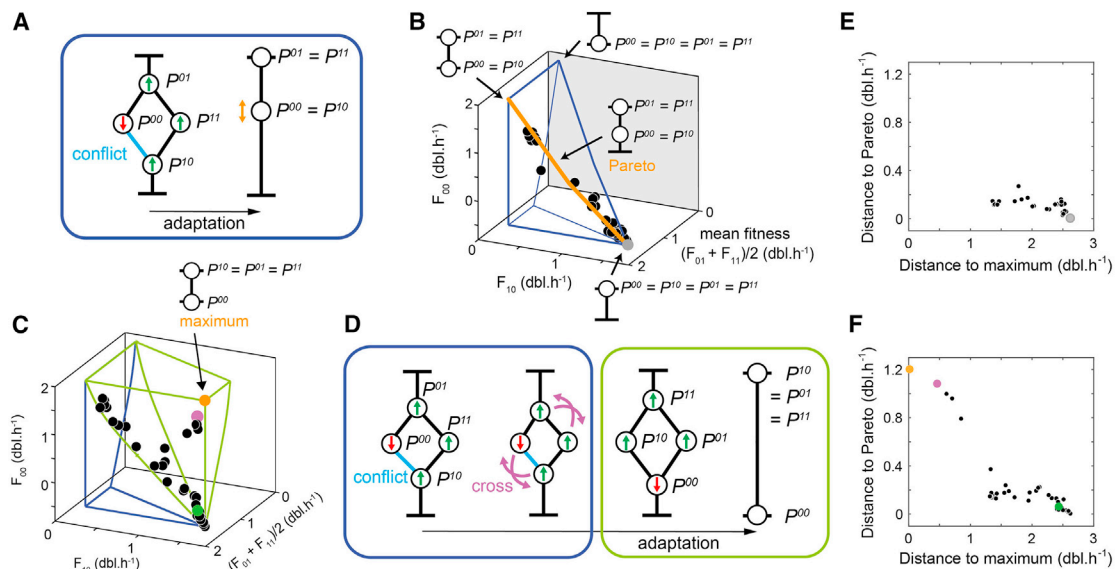 A
P⁰¹
P⁰⁰
P¹¹
conflict
P¹⁰
P⁰¹ = P¹¹
P⁰⁰ = P¹⁰
adaptation
B
P⁰¹ = P¹¹
P⁰⁰ = P¹⁰
P⁰⁰ = P¹⁰ = P⁰¹ = P¹¹
P⁰¹ = P¹¹
P⁰⁰ = P¹⁰
Pareto
F₀₀ (dbl.h⁻¹)
2
1
0
0
1
2
F₁₀ (dbl.h⁻¹)
0
1
2
mean fitness
(F₀₁ + F₁₁)/2 (dbl.h⁻¹)
P⁰⁰ = P¹⁰ = P⁰¹ = P¹¹
E
Distance to Pareto (dbl.h⁻¹)
1.2
0.8
0.4
0
0
1
2
3
Distance to maximum (dbl.h⁻¹)
P¹⁰ = P⁰¹ = P¹¹
P⁰⁰
maximum
C
F₀₀ (dbl.h⁻¹)
2
1
0
0
1
2
F₁₀ (dbl.h⁻¹)
0
1
(F₀₁ + F₁₁)/2 (dbl.h⁻¹)
D
P⁰¹
P¹¹
P⁰⁰
conflict
P¹⁰
cross
P¹¹
P¹⁰
P⁰¹
P⁰⁰
P¹⁰
= P⁰¹
= P¹¹
P⁰⁰
adaptation
F
Distance to Pareto (dbl.h⁻¹)
1.2
0.8
0.4
0
0
1
2
3
Distance to maximum (dbl.h⁻¹)